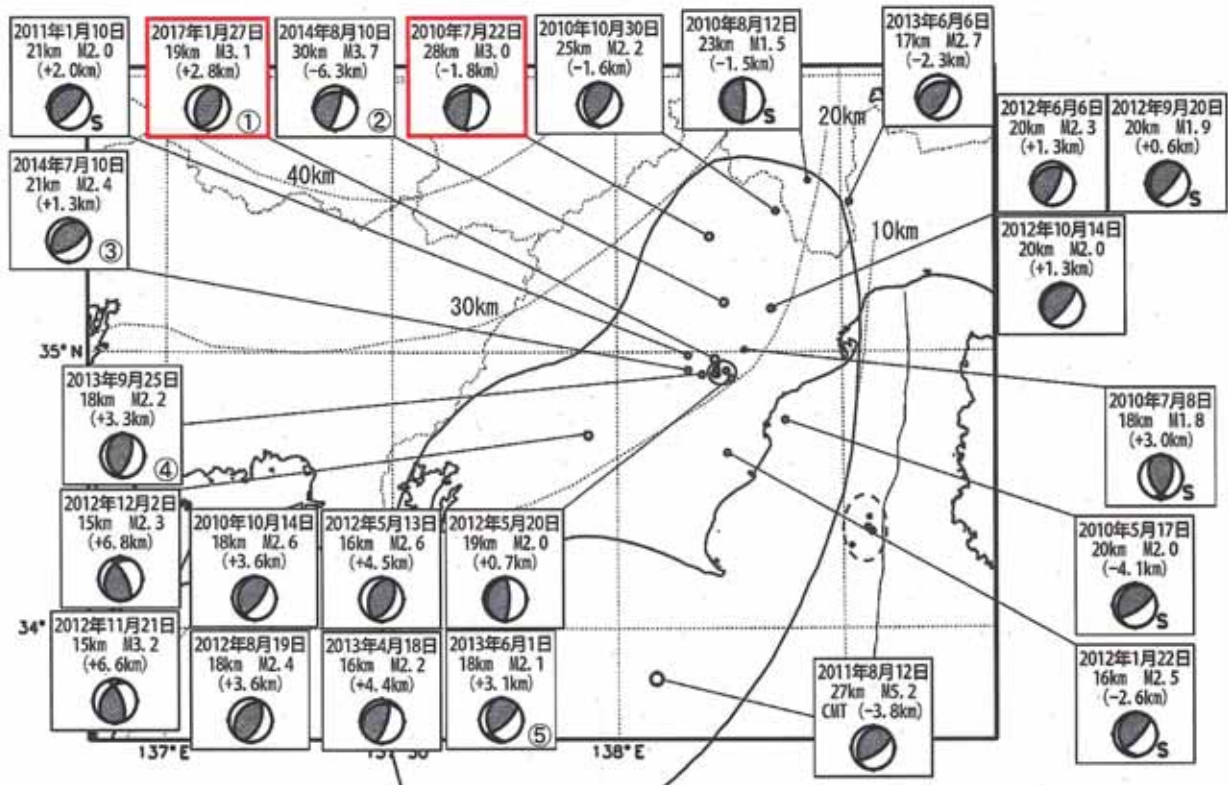 2011年1月10日
21km M2.0
(+2.0km)
S
2017年1月27日
19km M3.1
(+2.8km)
①
2014年8月10日
30km M3.7
(-6.3km)
②
2010年7月22日
28km M3.0
(-1.8km)
2010年10月30日
25km M2.2
(-1.6km)
2010年8月12日
23km M1.5
(-1.5km)
S
2013年6月6日
17km M2.7
(-2.3km)
2012年6月6日
20km M2.3
(+1.3km)
2012年9月20日
20km M1.9
(+0.6km)
S
2014年7月10日
21km M2.4
(+1.3km)
③
2012年10月14日
20km M2.0
(+1.3km)
40km
30km
20km
10km
35°N
2013年9月25日
18km M2.2
(+3.3km)
④
2010年7月8日
18km M1.8
(+3.0km)
S
2012年12月2日
15km M2.3
(+6.8km)
2010年10月14日
18km M2.6
(+3.6km)
2012年5月13日
16km M2.6
(+4.5km)
2012年5月20日
19km M2.0
(+0.7km)
2010年5月17日
20km M2.0
(-4.1km)
S
34°
2012年11月21日
15km M3.2
(+6.6km)
2012年8月19日
18km M2.4
(+3.6km)
2013年4月18日
16km M2.2
(+4.4km)
2013年6月1日
18km M2.1
(+3.1km)
⑤
2011年8月12日
27km M5.2
CMT (-3.8km)
2012年1月22日
16km M2.5
(-2.6km)
S
137°E
138°E